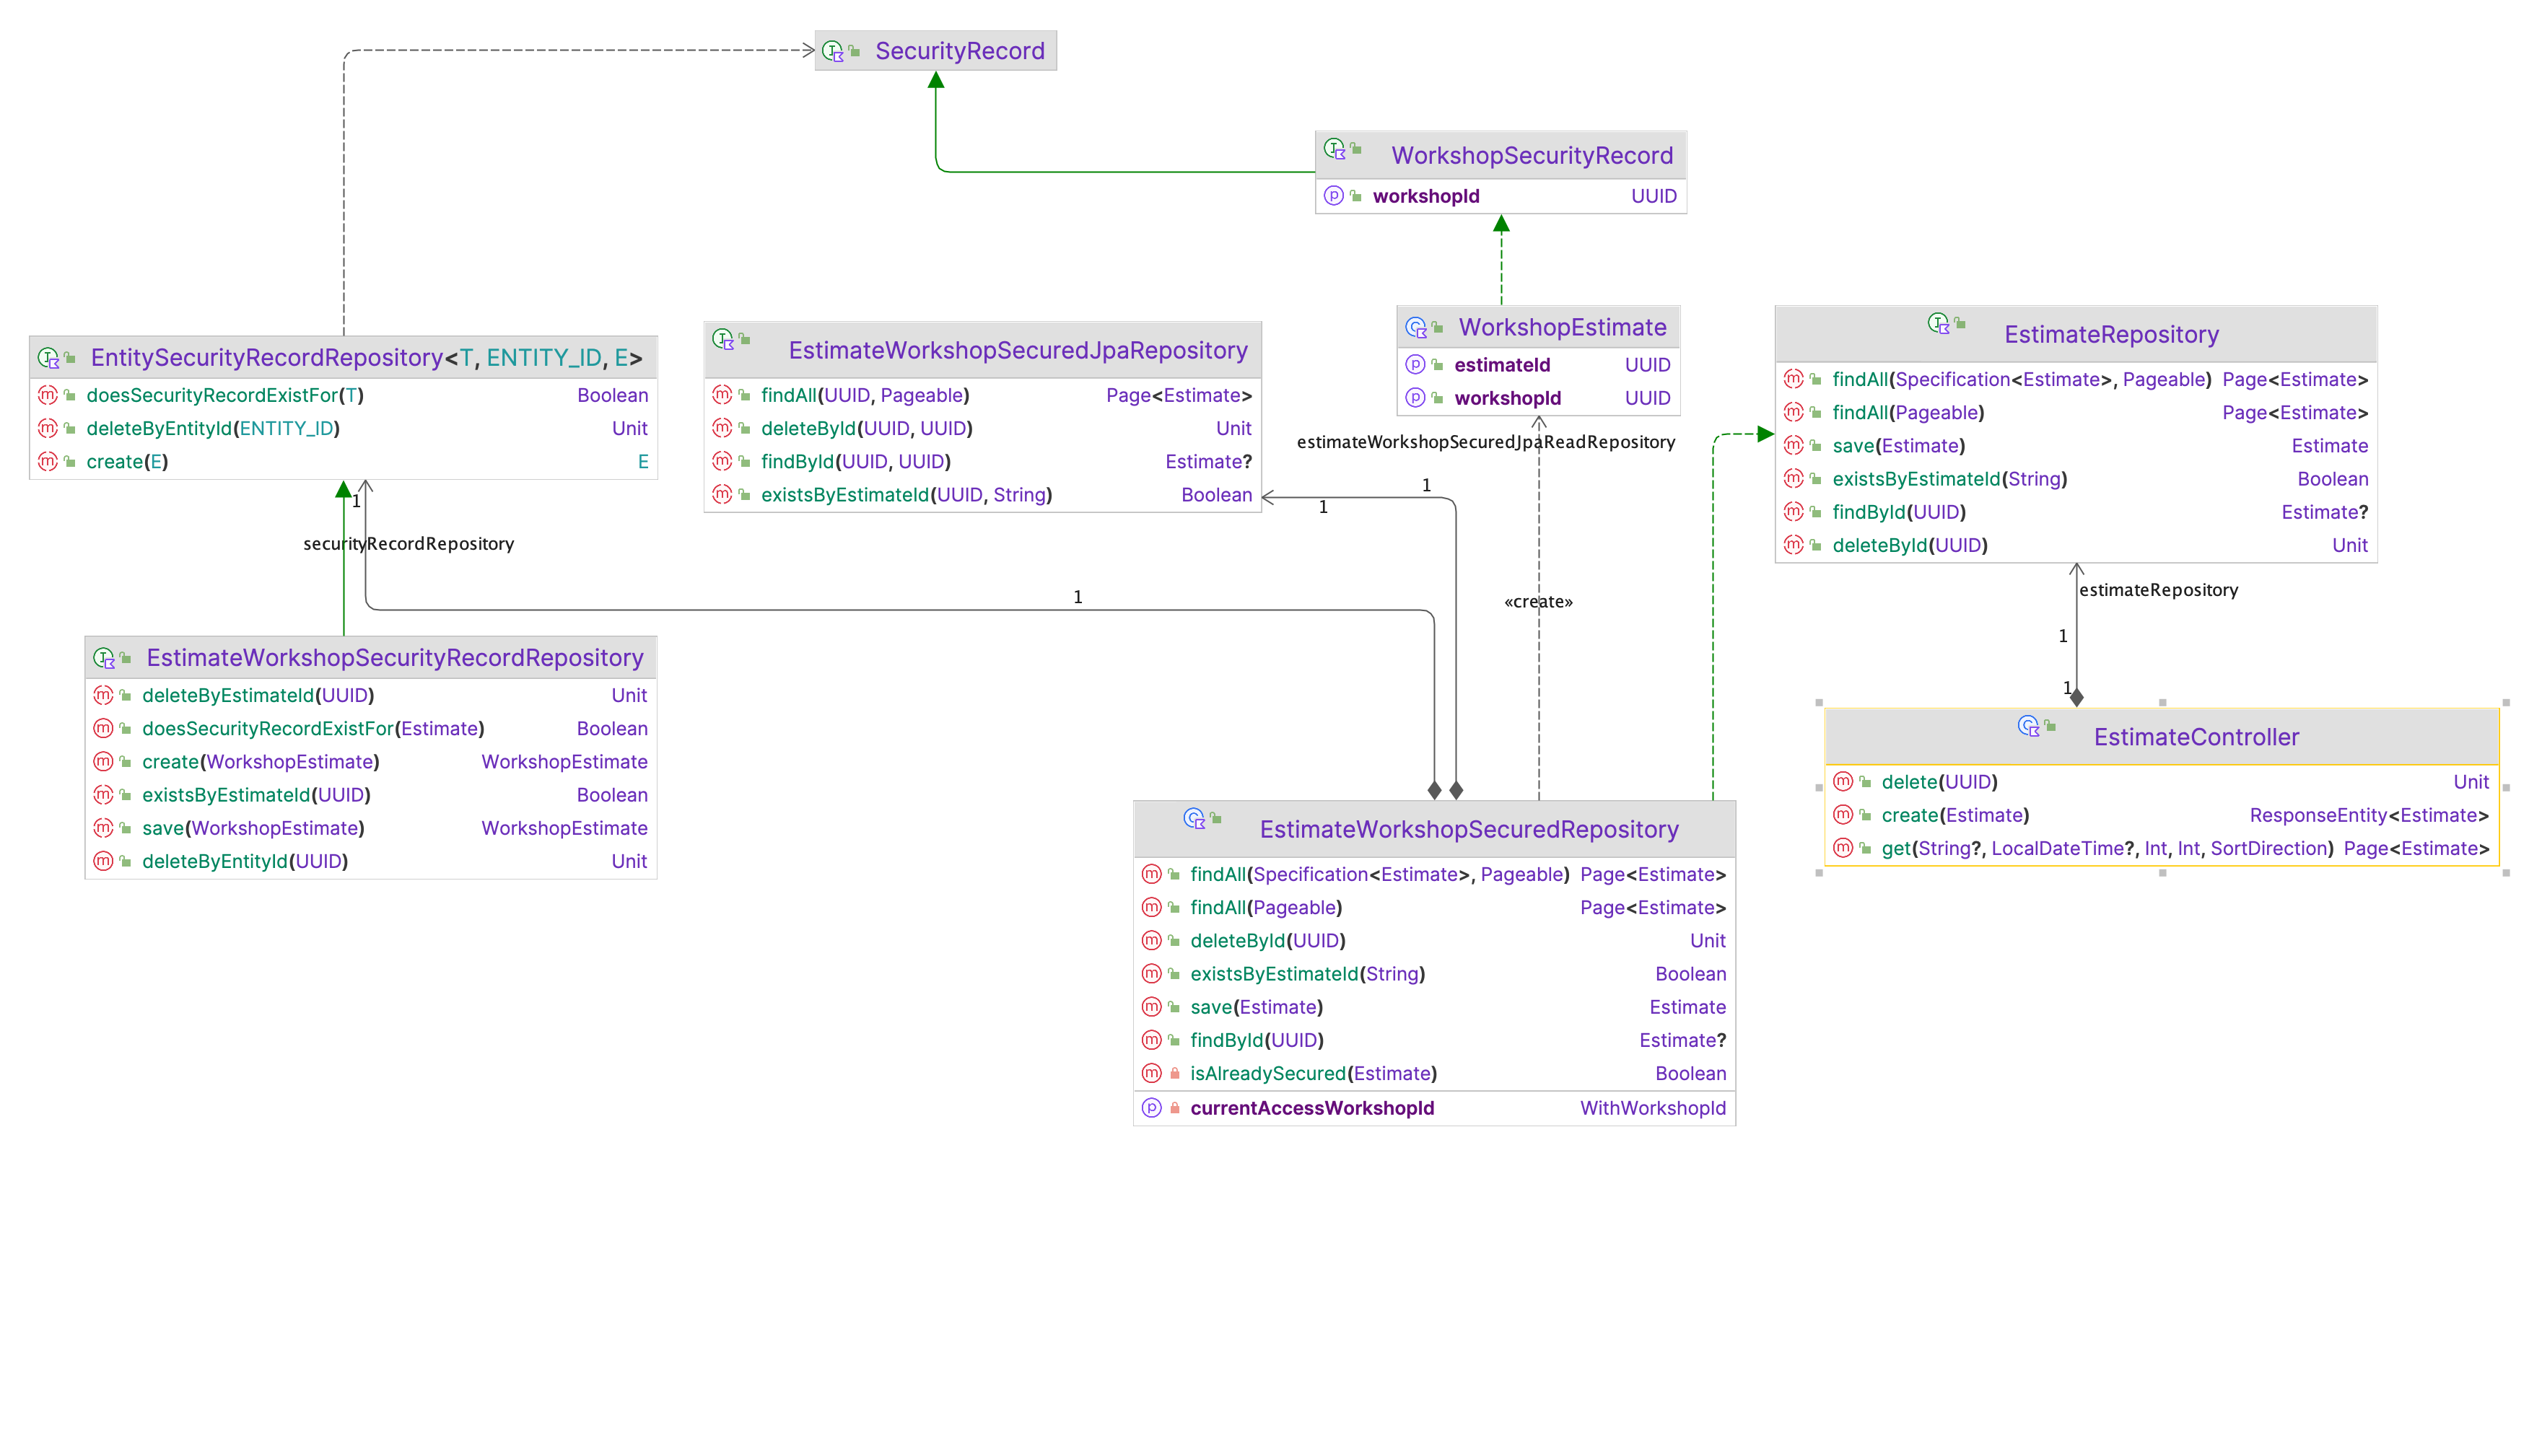 SecurityRecord
WorkshopSecurityRecord
workshopId UUID
EntitySecurityRecordRepository<T, ENTITY_ID, E>
doesSecurityRecordExistFor(T) Boolean
deleteByEntityId(ENTITY_ID) Unit
create(E) E
EstimateWorkshopSecuredJpaRepository
findAll(UUID, Pageable) Page<Estimate>
deleteById(UUID, UUID) Unit
findById(UUID, UUID) Estimate?
existsByEstimateId(UUID, String) Boolean
WorkshopEstimate
estimateId UUID
workshopId UUID
EstimateRepository
findAll(Specification<Estimate>, Pageable) Page<Estimate>
findAll(Pageable) Page<Estimate>
save(Estimate) Estimate
existsByEstimateId(String) Boolean
findById(UUID) Estimate?
deleteById(UUID) Unit
estimateWorkshopSecuredJpaReadRepository
1
1
1
securityRecordRepository
1
«create»
estimateRepository
1
1
EstimateWorkshopSecurityRecordRepository
deleteByEstimateId(UUID) Unit
doesSecurityRecordExistFor(Estimate) Boolean
create(WorkshopEstimate) WorkshopEstimate
existsByEstimateId(UUID) Boolean
save(WorkshopEstimate) WorkshopEstimate
deleteByEntityId(UUID) Unit
EstimateController
delete(UUID) Unit
create(Estimate) ResponseEntity<Estimate>
get(String?, LocalDateTime?, Int, Int, SortDirection) Page<Estimate>
EstimateWorkshopSecuredRepository
findAll(Specification<Estimate>, Pageable) Page<Estimate>
findAll(Pageable) Page<Estimate>
deleteById(UUID) Unit
existsByEstimateId(String) Boolean
save(Estimate) Estimate
findById(UUID) Estimate?
isAlreadySecured(Estimate) Boolean
currentAccessWorkshopId WithWorkshopId